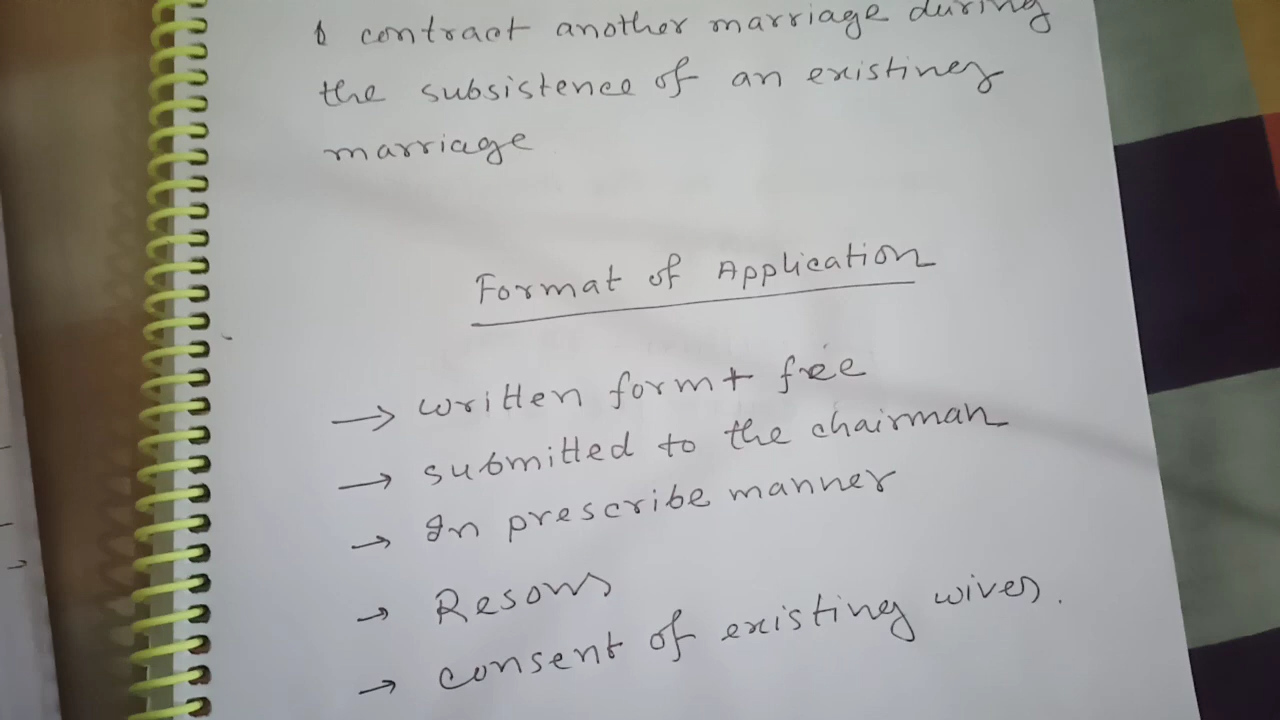 contract another marriage during
the subsistence of an existing
marriage
Format of Application
→ written form + free
→ submitted to the chairman
→ In prescribe manner
→ Resons
→ consent of existing wives.